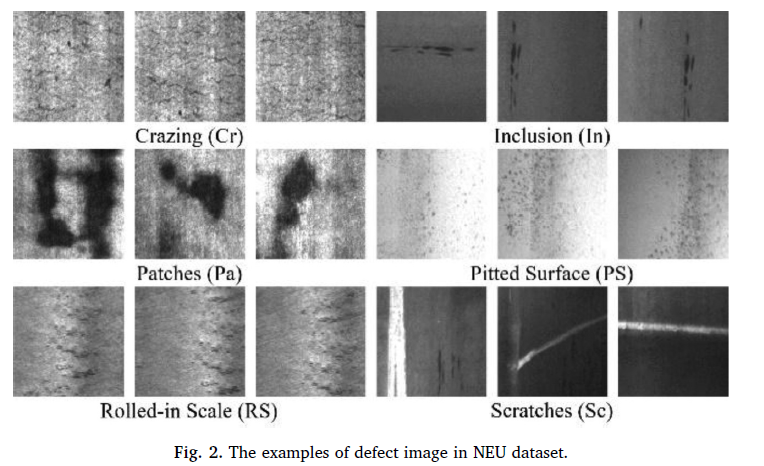 Crazing (Cr)
Inclusion (In)
Patches (Pa)
Pitted Surface (PS)
Rolled-in Scale (RS)
Scratches (Sc)
Fig. 2. The examples of defect image in NEU dataset.